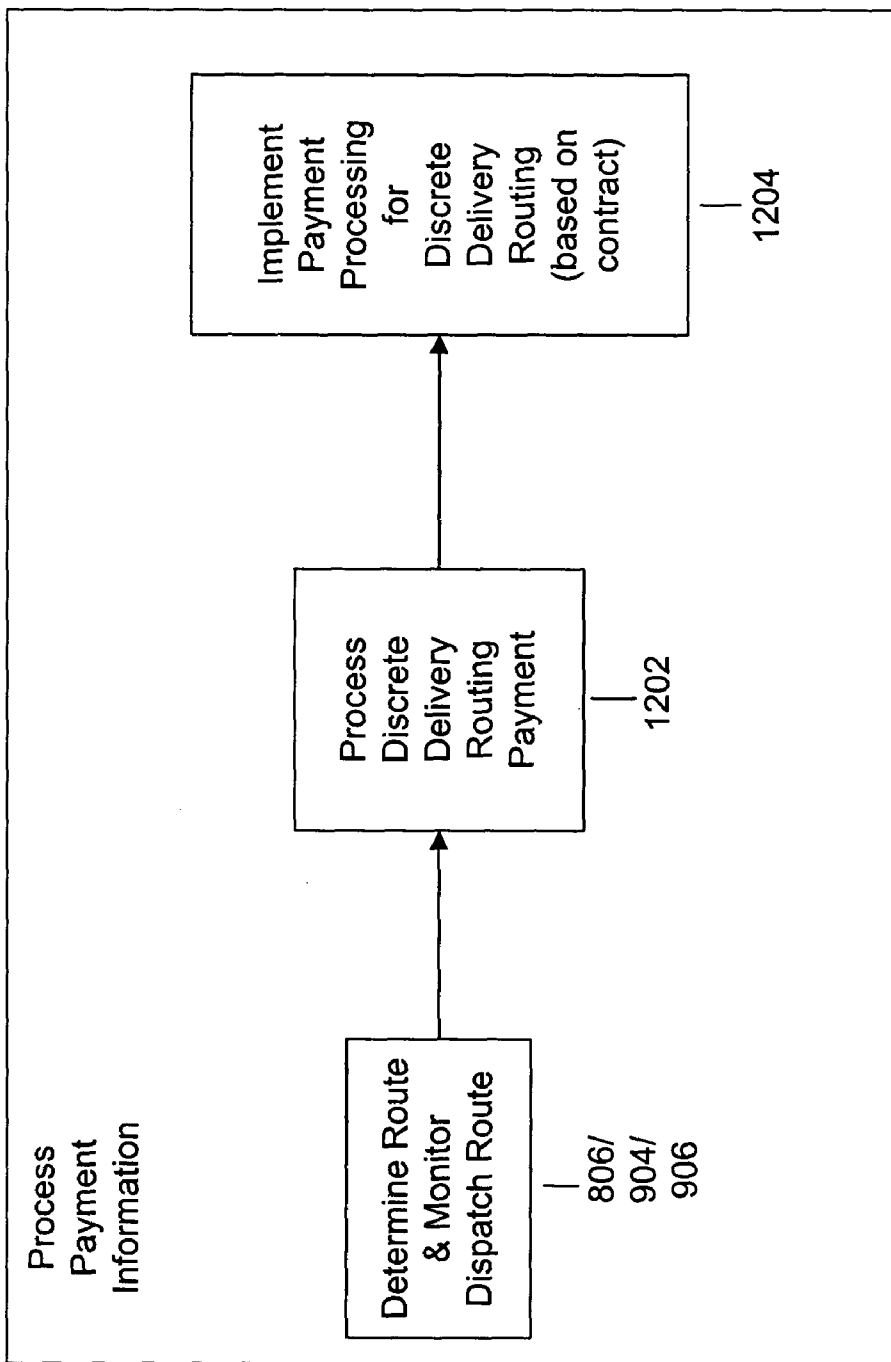 Process
Payment
Information
Determine Route
& Monitor
Dispatch Route
806/
904/
906
Process
Discrete
Delivery
Routing
Payment
1202
Implement
Payment
Processing
for
Discrete
Delivery
Routing
(based on
contract)
1204